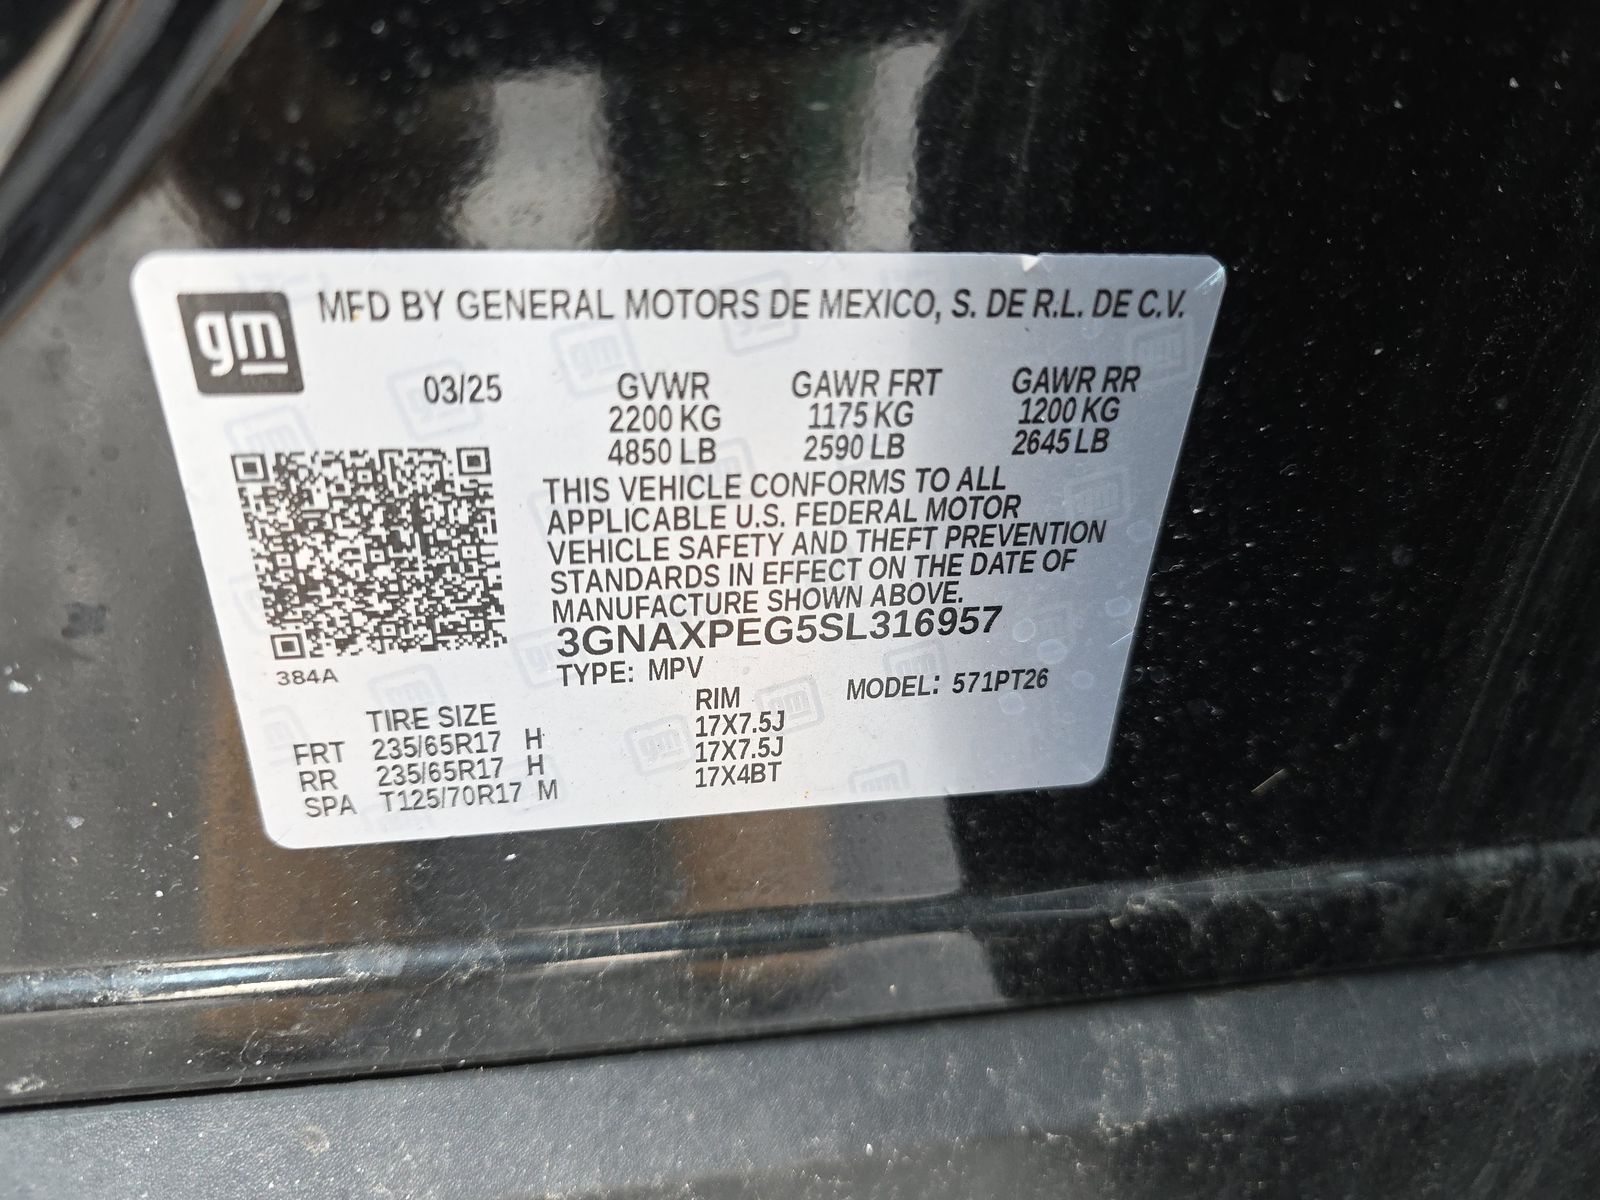 gm
MFD BY GENERAL MOTORS DE MEXICO, S. DE R.L. DE C.V.
03/25
GVWR GAWR FRT GAWR RR
2200 KG 1175 KG 1200 KG
4850 LB 2590 LB 2645 LB
THIS VEHICLE CONFORMS TO ALL
APPLICABLE U.S. FEDERAL MOTOR
VEHICLE SAFETY AND THEFT PREVENTION
STANDARDS IN EFFECT ON THE DATE OF
MANUFACTURE SHOWN ABOVE.
3GNAXPEG5SL316957
384A
TYPE: MPV
MODEL: 571PT26
TIRE SIZE RIM
FRT 235/65R17 H 17X7.5J
RR 235/65R17 H 17X7.5J
SPA T125/70R17 M 17X4BT